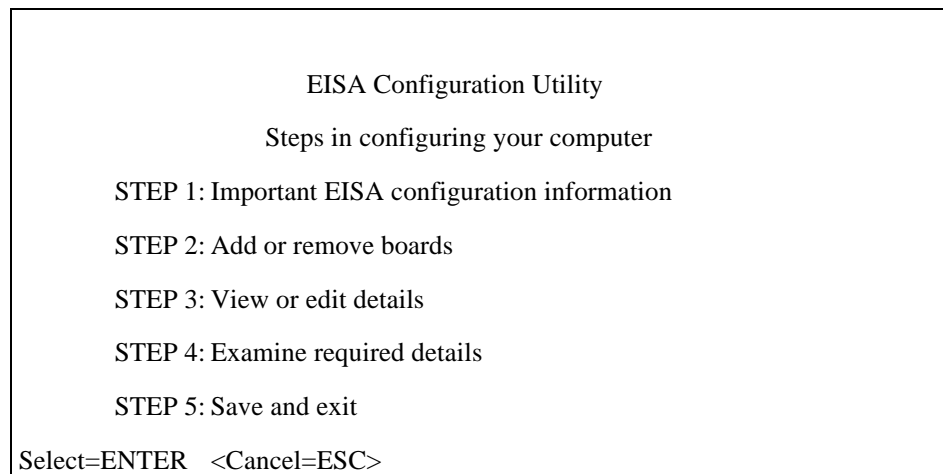 EISA Configuration Utility
Steps in configuring your computer
STEP 1: Important EISA configuration information
STEP 2: Add or remove boards
STEP 3: View or edit details
STEP 4: Examine required details
STEP 5: Save and exit
Select=ENTER <Cancel=ESC>